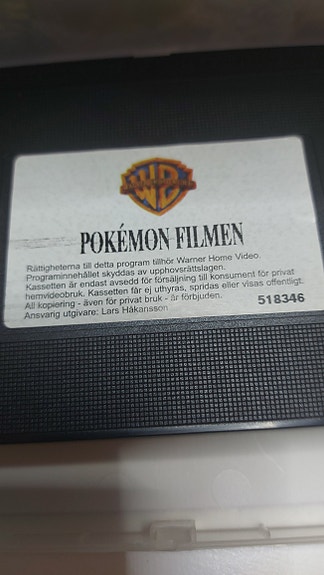 POKÉMON FILMEN
Rättigheterna till detta program tillhör Warner Home Video.
Programinnehållet skyddas av upphovsrättslagen.
Kassetten är endast avsedd för försäljning till konsument för privat
hemvideobruk. Kassetten får ej uthyras, spridas eller visas offentligt.
All kopiering - även för privat bruk - är förbjuden.
Ansvarig utgivare: Lars Håkansson
518346